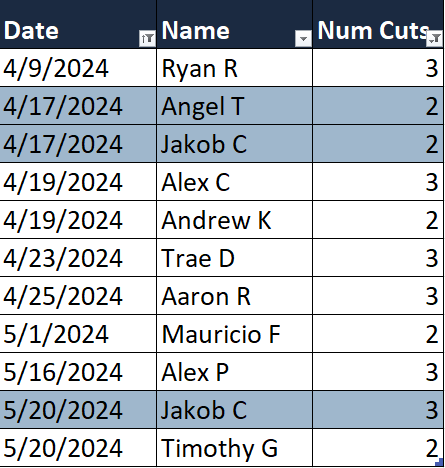 Date Name Num Cuts
4/9/2024 Ryan R 3
4/17/2024 Angel T 2
4/17/2024 Jakob C 2
4/19/2024 Alex C 3
4/19/2024 Andrew K 2
4/23/2024 Trae D 3
4/25/2024 Aaron R 3
5/1/2024 Mauricio F 2
5/16/2024 Alex P 3
5/20/2024 Jakob C 3
5/20/2024 Timothy G 2